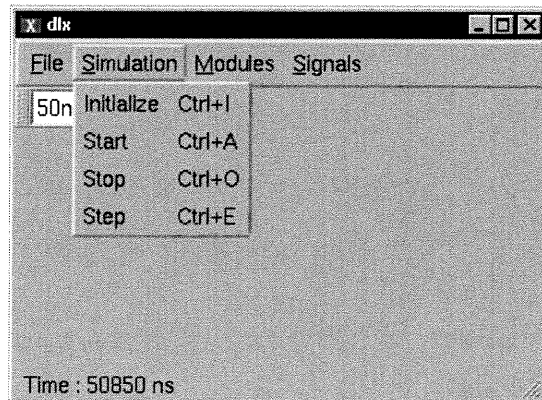 dlx
File Simulation Modules Signals
50n
Initialize Ctrl+I
Start Ctrl+A
Stop Ctrl+O
Step Ctrl+E
Time : 50850 ns